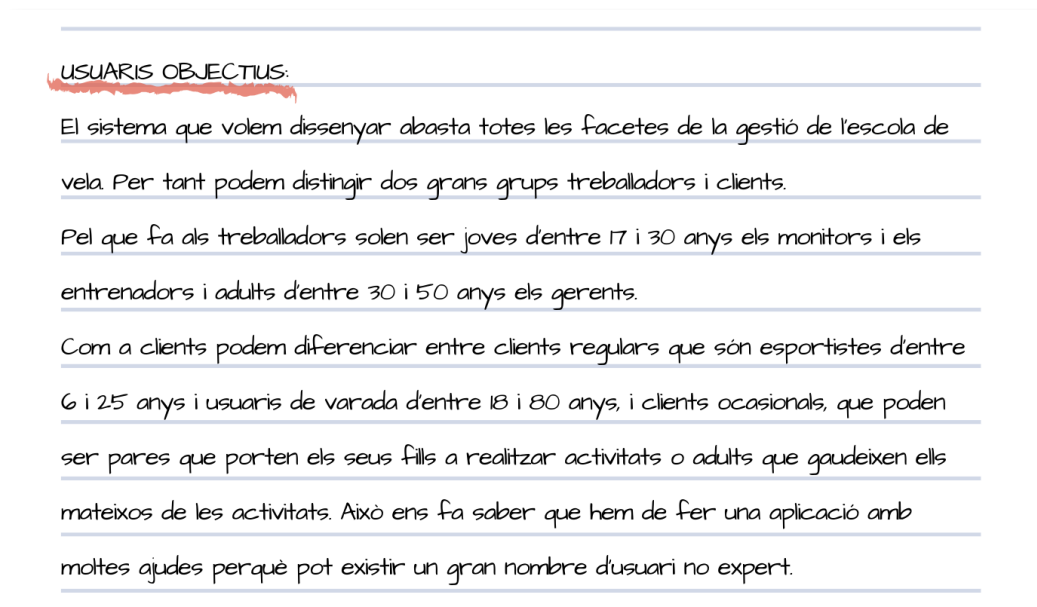 USUARIS OBJECTIUS:
El sistema que volem dissenyar abasta totes les facetes de la gestió de l'escola de
vela. Per tant podem distingir dos grans grups treballadors i clients.
Pel que fa als treballadors solen ser joves d'entre 17 i 30 anys els monitors i els
entrenadors i adults d'entre 30 i 50 anys els gerents.
Com a clients podem diferenciar entre clients regulars que són esportistes d'entre
6 i 25 anys i usuaris de varada d'entre 18 i 80 anys, i clients ocasionals, que poden
ser pares que porten els seus fills a realitzar activitats o adults que gaudeixen ells
mateixos de les activitats. Això ens fa saber que hem de fer una aplicació amb
moltes ajudes perquè pot existir un gran nombre d'usuari no expert.